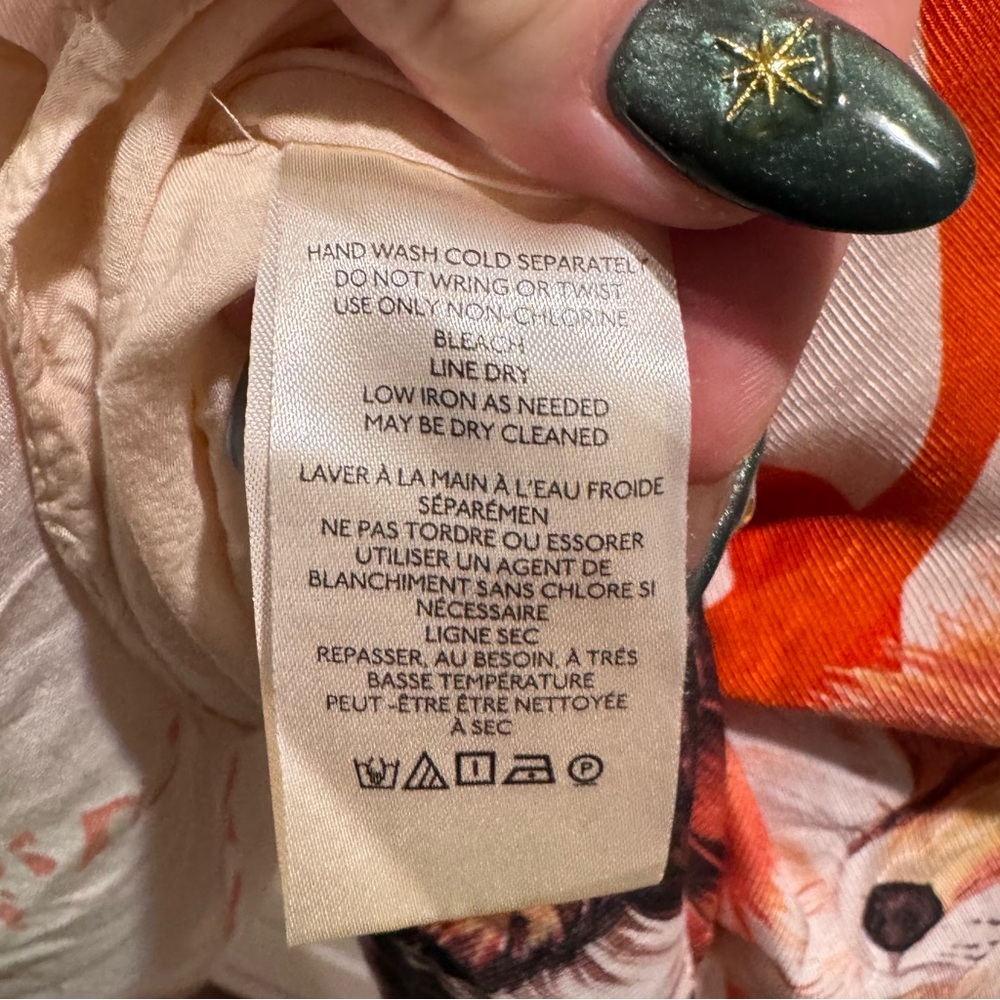 HAND WASH COLD SEPARATELY
DO NOT WRING OR TWIST
USE ONLY NON-CHLORINE
BLEACH
LINE DRY
LOW IRON AS NEEDED
MAY BE DRY CLEANED
LAVER À LA MAIN À L'EAU FROIDE
SÉPARÉMEN
NE PAS TORDRE OU ESSORER
UTILISER UN AGENT DE
BLANCHIMENT SANS CHLORE SI
NÉCESSAIRE
LIGNE SEC
REPASSER, AU BESOIN, À TRÉS
BASSE TEMPÉRATURE
PEUT -ÊTRE ÊTRE NETTOYÉE
À SEC
P